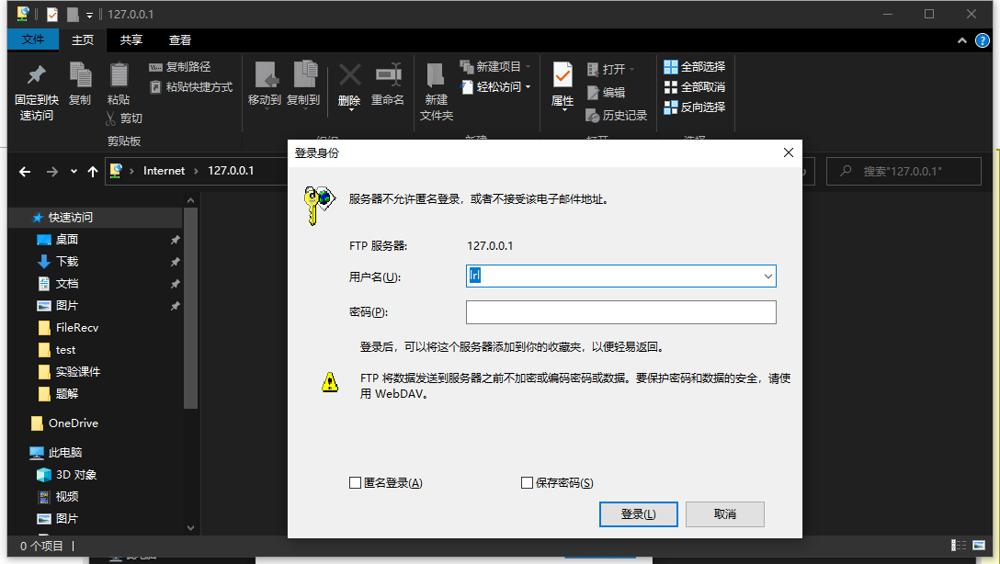 127.0.0.1
文件 主页 共享 查看
固定到快速访问
复制
粘贴
复制路径
粘贴快捷方式
剪切
剪贴板
移动到
复制到
删除
重命名
新建
文件夹
新建项目
轻松访问
属性
打开
编辑
历史记录
全部选择
全部取消
反向选择
Internet 127.0.0.1
搜索"127.0.0.1"
快速访问
桌面
下载
文档
图片
FileRecv
test
实验课件
题解
OneDrive
此电脑
3D 对象
视频
图片
0 个项目
登录身份
服务器不允许匿名登录，或者不接受该电子邮件地址。
FTP 服务器: 127.0.0.1
用户名(U): lrl
密码(P):
登录后，可以将这个服务器添加到你的收藏夹，以便轻易返回。
FTP 将数据发送到服务器之前不加密或编码密码或数据。要保护密码和数据的安全，请使
用 WebDAV。
匿名登录(A) 保存密码(S)
登录(L) 取消